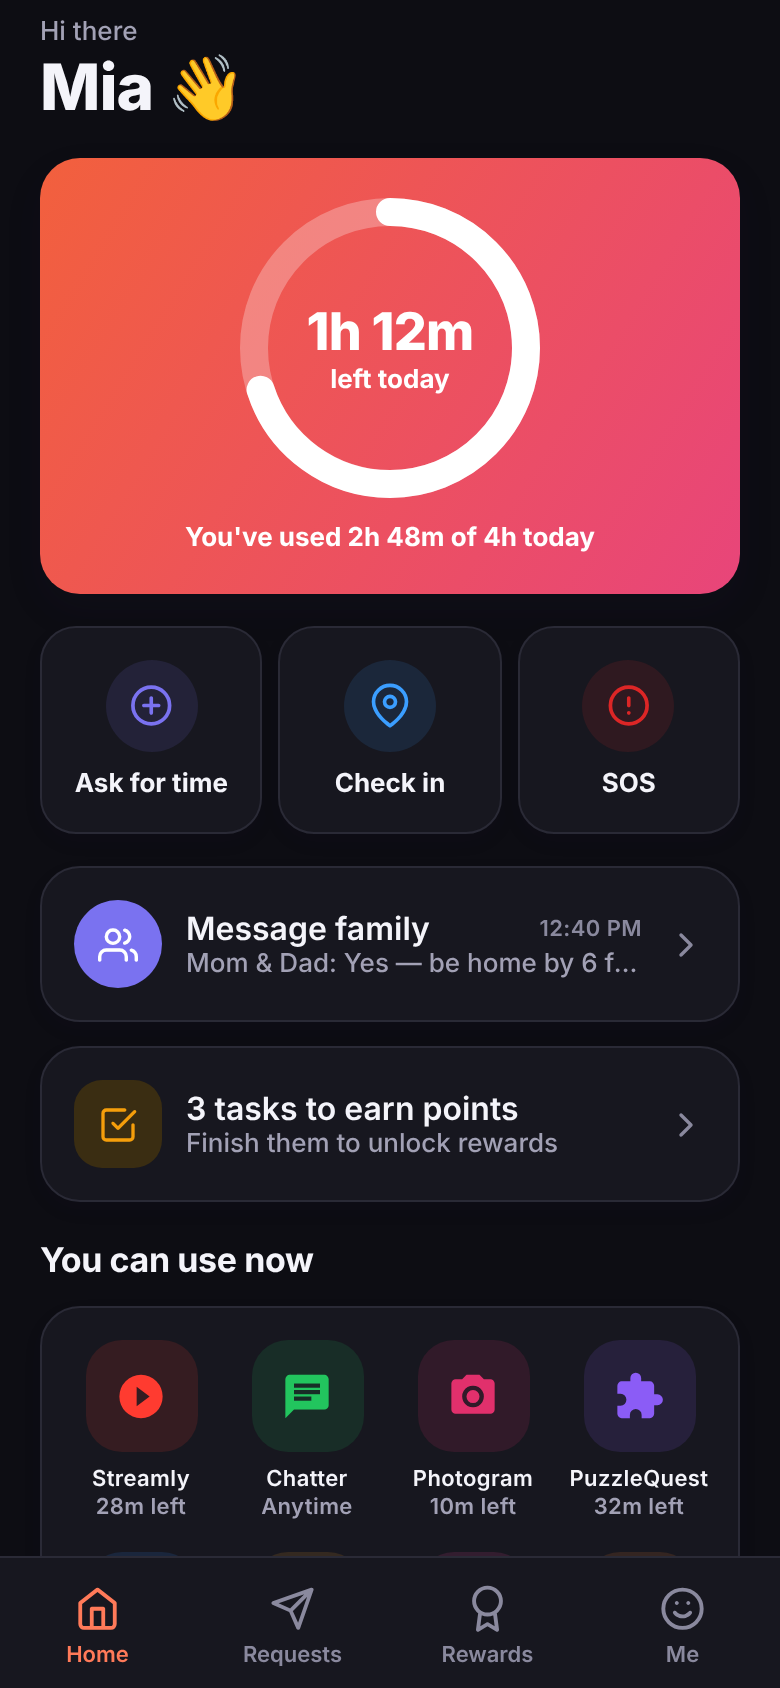 Hi there
Mia 👋
1h 12m
left today
You've used 2h 48m of 4h today
Ask for time
Check in
SOS
Message family
12:40 PM
Mom & Dad: Yes — be home by 6 f...
3 tasks to earn points
Finish them to unlock rewards
You can use now
Streamly
28m left
Chatter
Anytime
Photogram
10m left
PuzzleQuest
32m left
Home
Requests
Rewards
Me